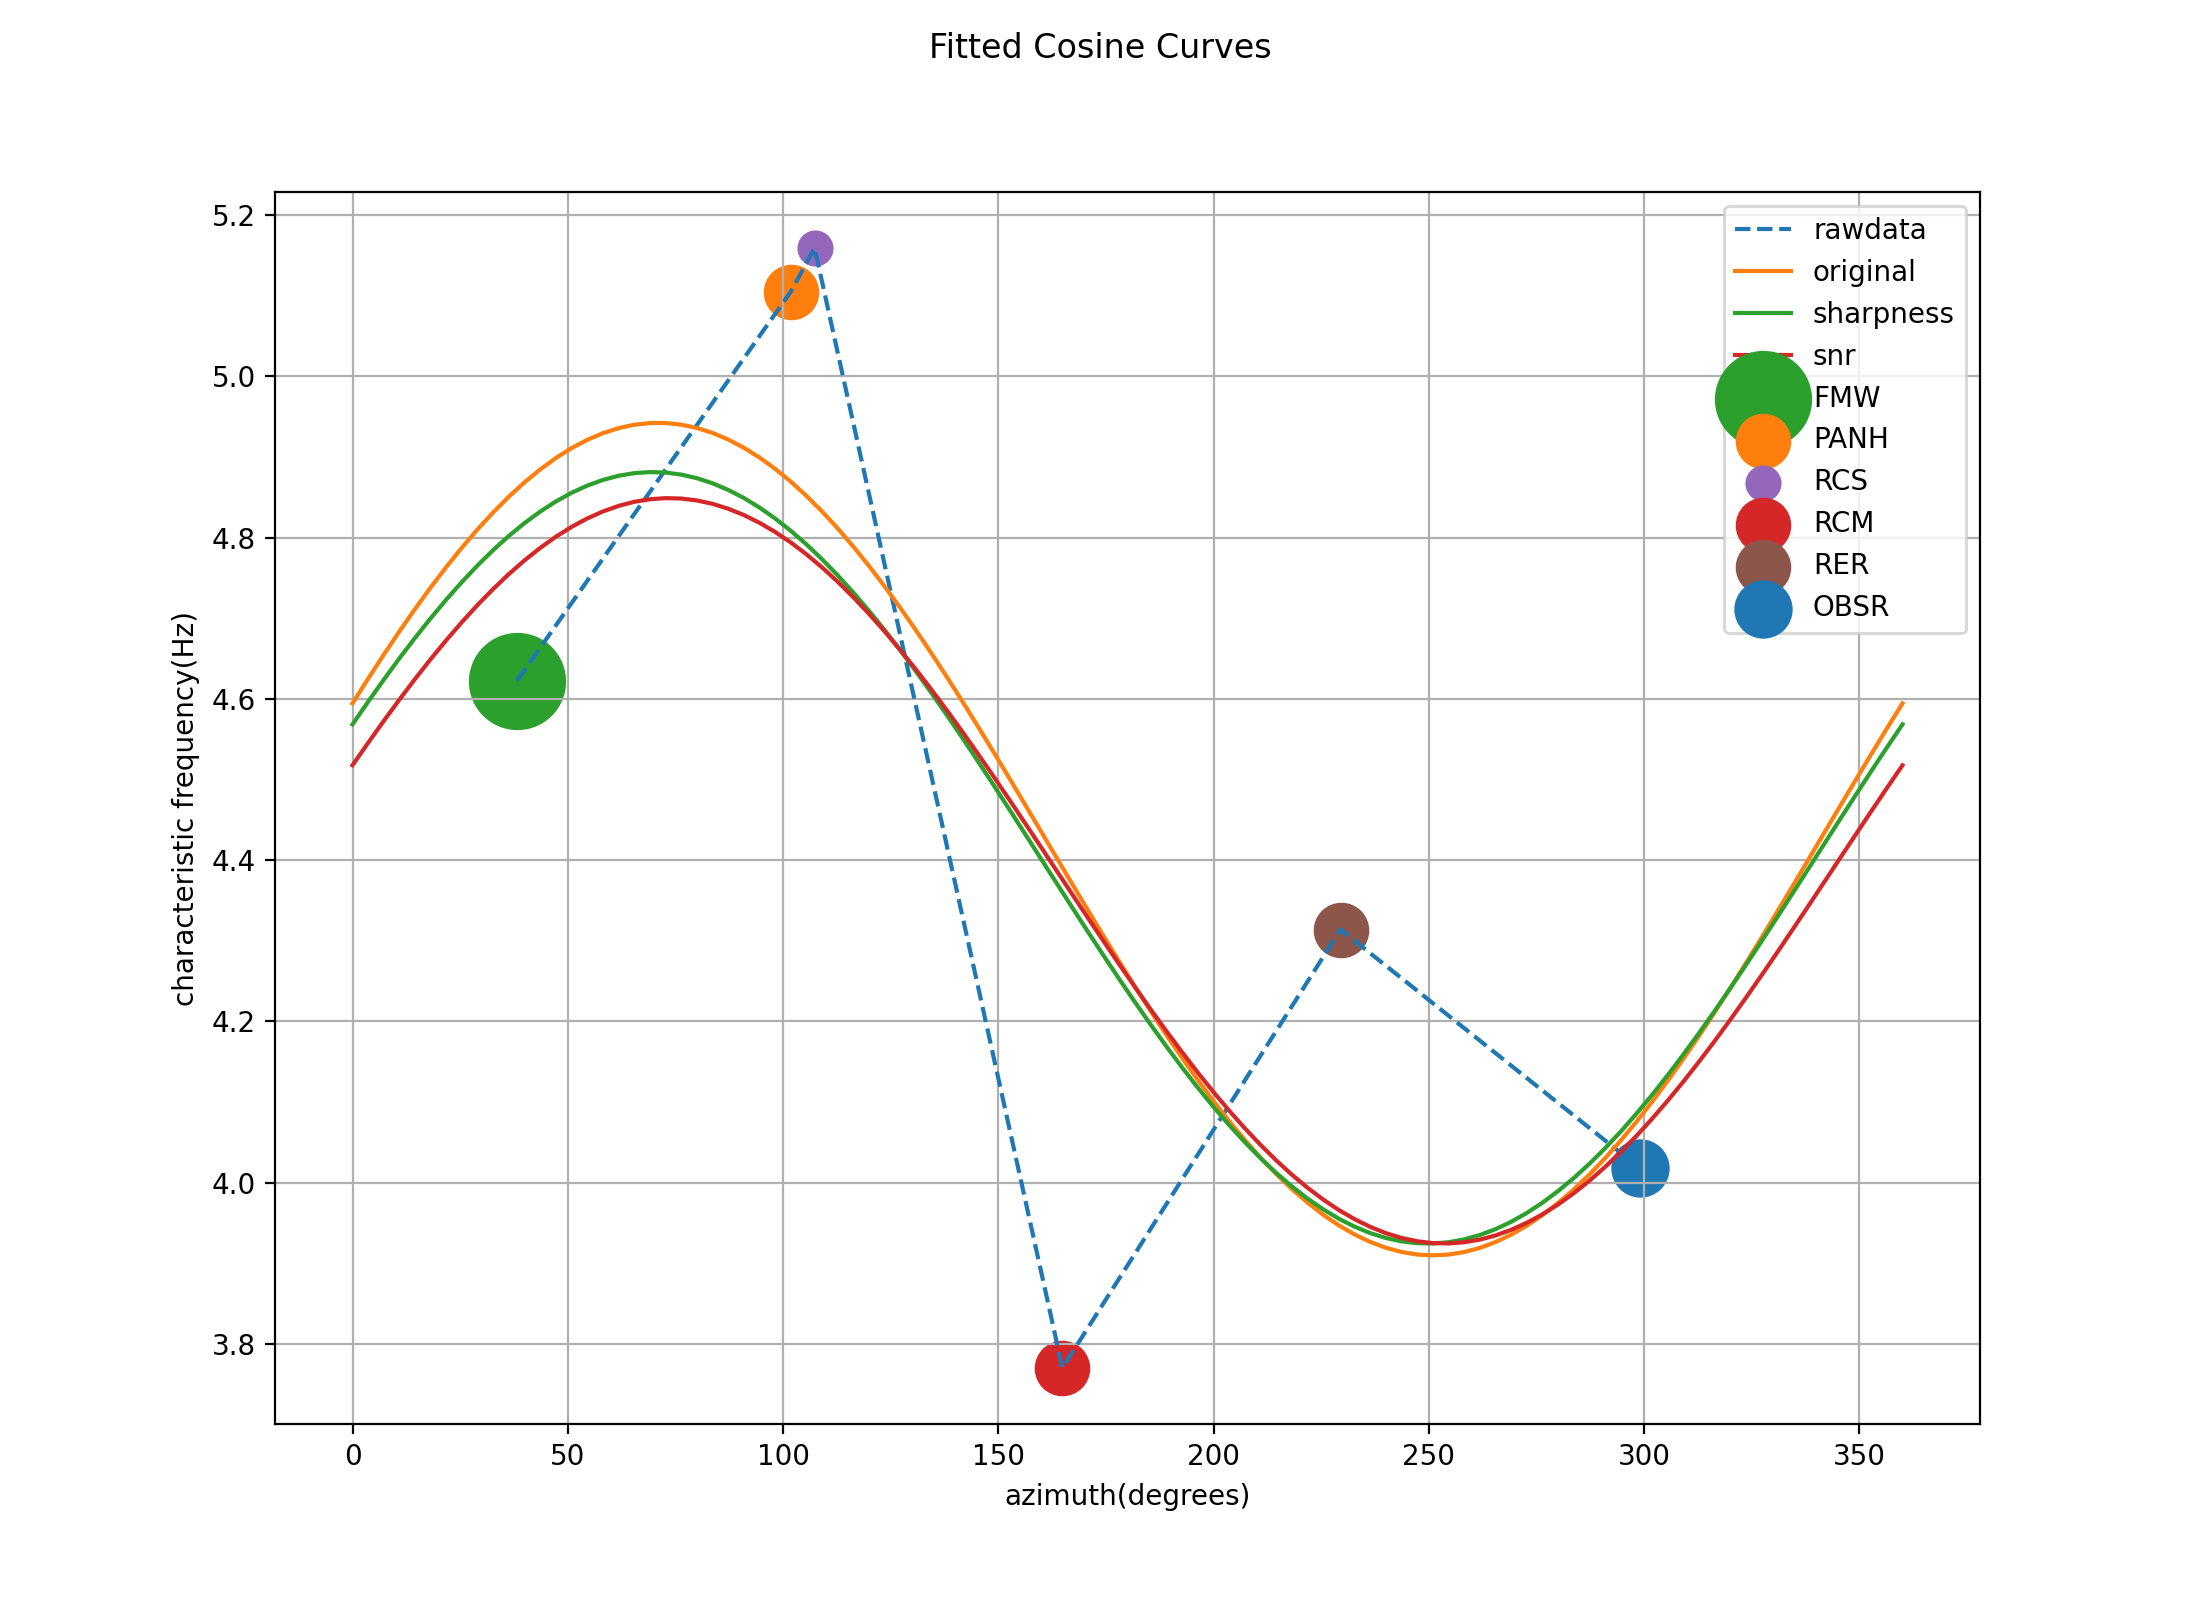 Fitted Cosine Curves
5.2
5.0
4.8
4.6
4.4
4.2
4.0
3.8
characteristic frequency(Hz)
0 50 100 150 200 250 300 350
azimuth(degrees)
rawdata
original
sharpness
snr
FMW
PANH
RCS
RCM
RER
OBSR